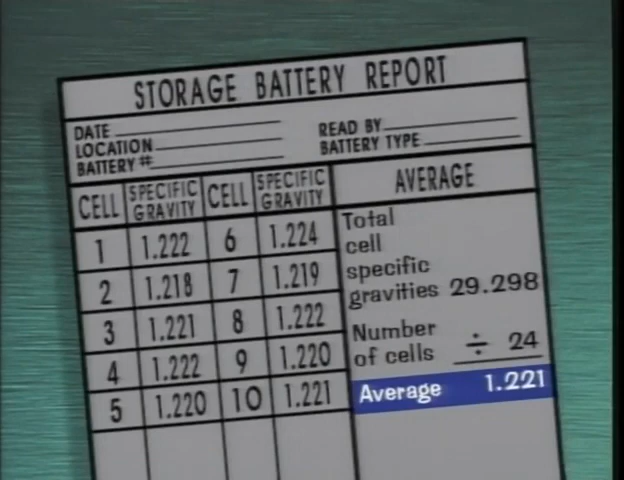 STORAGE BATTERY REPORT
DATE
LOCATION
BATTERY #
READ BY
BATTERY TYPE
CELL SPECIFIC GRAVITY CELL SPECIFIC GRAVITY
1 1.222 6 1.224
2 1.218 7 1.219
3 1.221 8 1.222
4 1.222 9 1.220
5 1.220 10 1.221
AVERAGE
Total
cell
specific
gravities 29.298
Number
of cells ÷ 24
Average 1.221